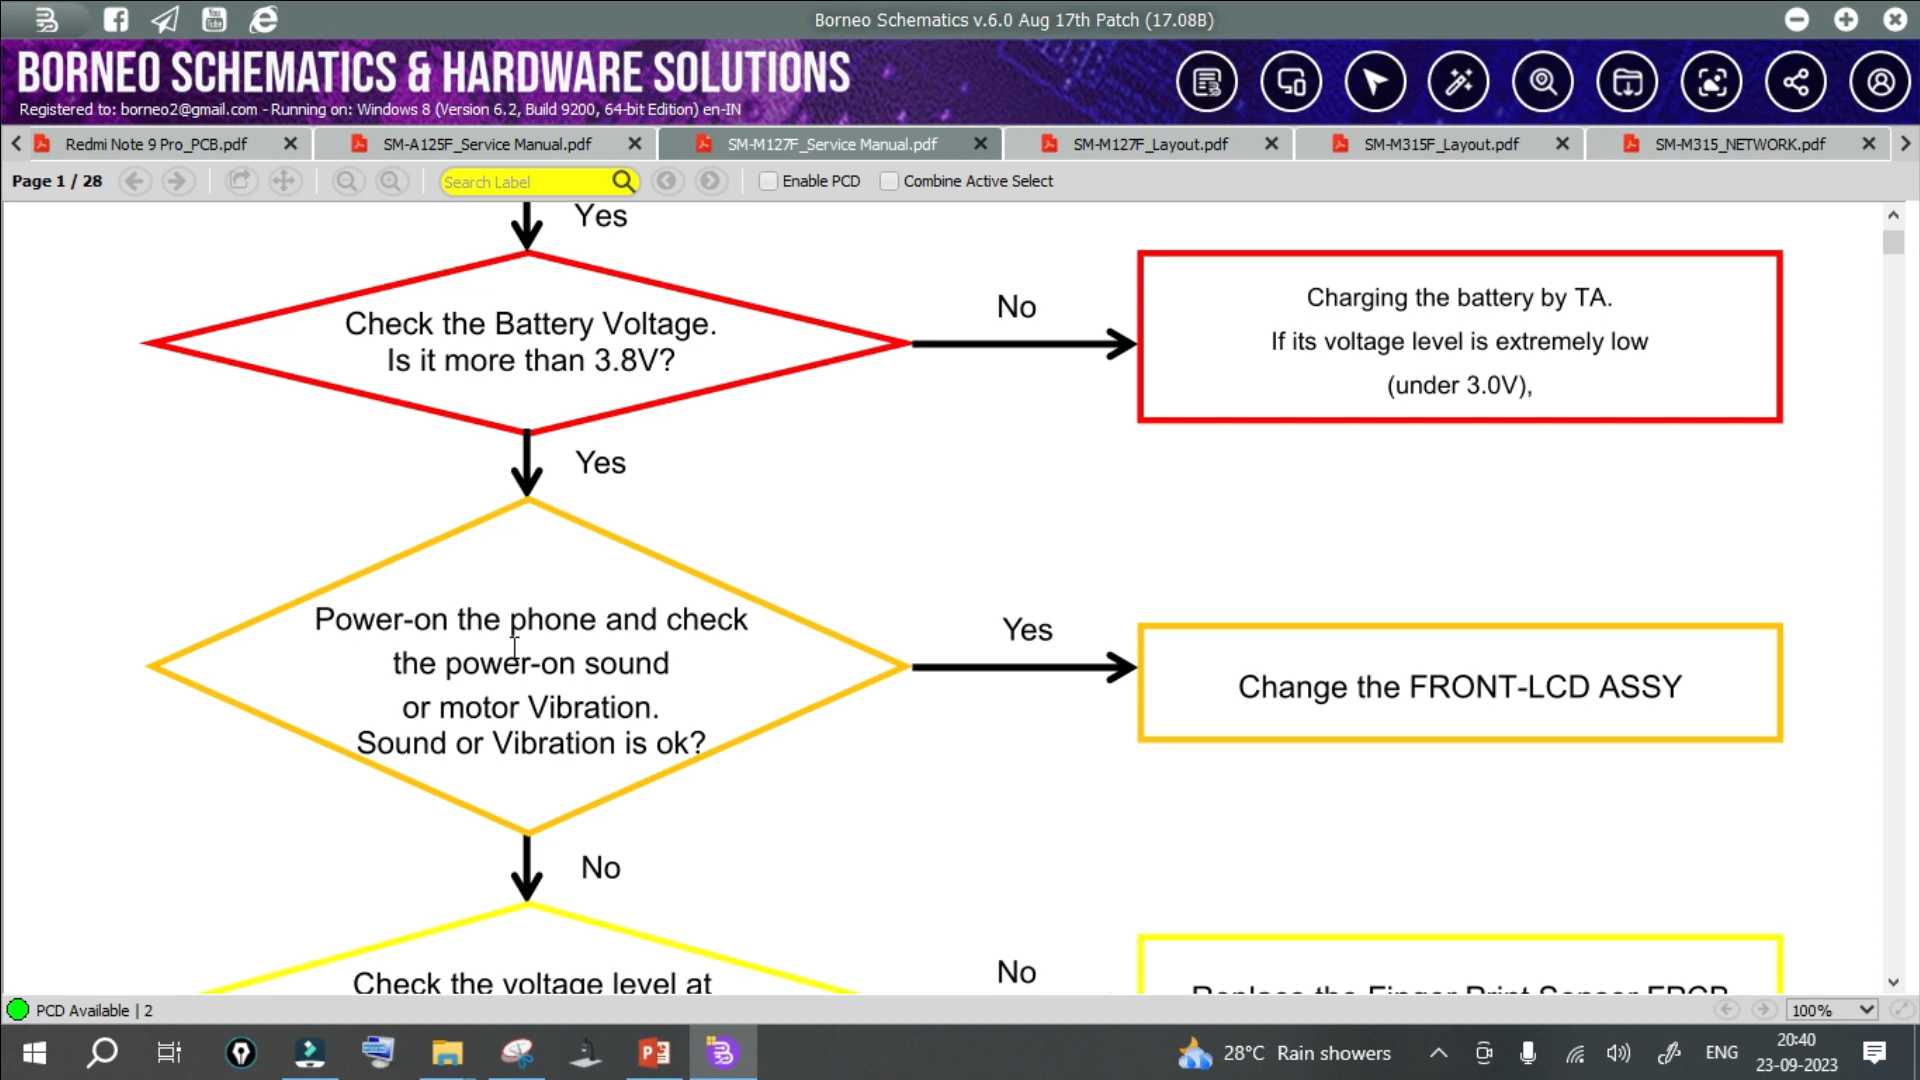 Borneo Schematics v.6.0 Aug 17th Patch (17.08B)
BORNEO SCHEMATICS & HARDWARE SOLUTIONS
Registered to: borneo2@gmail.com - Running on: Windows 8 (Version 6.2, Build 9200, 64-bit Edition) en-IN
Redmi Note 9 Pro_PCB.pdf
SM-A125F_Service Manual.pdf
SM-M127F_Service Manual.pdf
SM-M127F_Layout.pdf
SM-M315F_Layout.pdf
SM-M315_NETWORK.pdf
Page 1 / 28
Search Label
Enable PCD
Combine Active Select
Yes
Check the Battery Voltage.
Is it more than 3.8V?
No
Charging the battery by TA.
If its voltage level is extremely low
(under 3.0V),
Yes
Power-on the phone and check
the power-on sound
or motor Vibration.
Sound or Vibration is ok?
Yes
Change the FRONT-LCD ASSY
No
Check the voltage level at
No
Replace the Finger Print Sensor FPCB
PCD Available | 2
100%
28°C Rain showers
ENG
20:40
23-09-2023